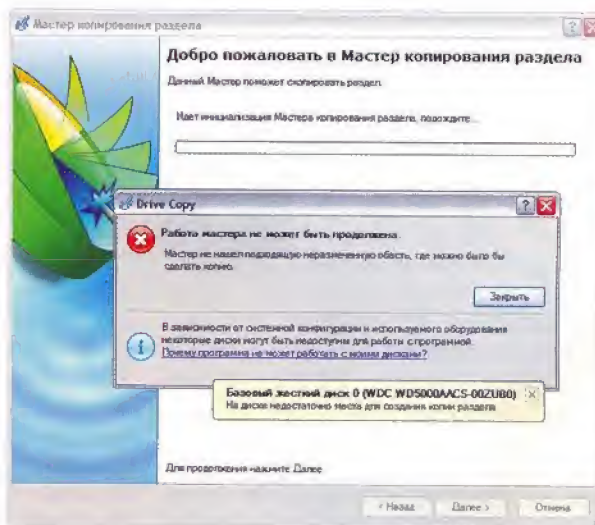 Мастер копирования раздела
Добро пожаловать в Мастер копирования раздела
Данный Мастер поможет скопировать раздел.
Идет инициализация Мастера копирования раздела, подождите...
Drive Copy
Работа мастера не может быть продолжена.
Мастер не нашел подходящую неразмеченную область, где можно было бы
сделать копию.
Закрыть
В зависимости от системной конфигурации и используемого оборудования
некоторые диски могут быть недоступны для работы с программой.
Почему программа не может работать с моими дисками?
Базовый жесткий диск 0 (WDC WD5000AACS-00ZUB0)
На диске недостаточно места для создания копии раздела
Для продолжения нажмите Далее
< Назад
Далее >
Отмена